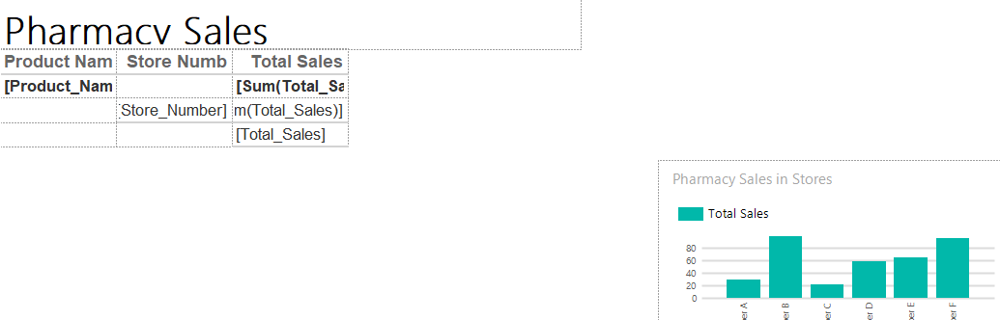 Pharmacy Sales
Product Nam Store Numb Total Sales
[Product_Nam [Sum(Total_Sa
Store_Number] m(Total_Sales)]
[Total_Sales]
Pharmacy Sales in Stores
Total Sales
80
60
40
20
0
er A er B er C er D er E er F